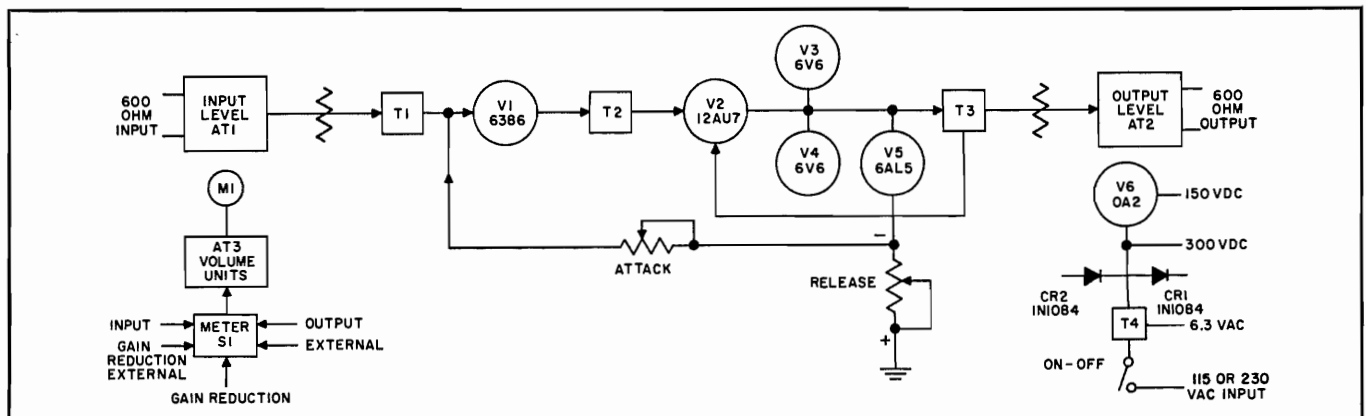 600
OHM
INPUT
INPUT
LEVEL
AT1
T1
V1
6386
T2
V2
12AU7
V3
6V6
V4
6V6
V5
6AL5
T3
OUTPUT
LEVEL
AT2
600
OHM
OUTPUT
M1
AT3
VOLUME
UNITS
INPUT
METER
S1
OUTPUT
GAIN
REDUCTION
EXTERNAL
EXTERNAL
GAIN REDUCTION
ATTACK
−
RELEASE
+
V6
OA2
150 VDC
300 VDC
CR2
1N1084
CR1
1N1084
T4
6.3 VAC
ON-OFF
115 OR 230
VAC INPUT